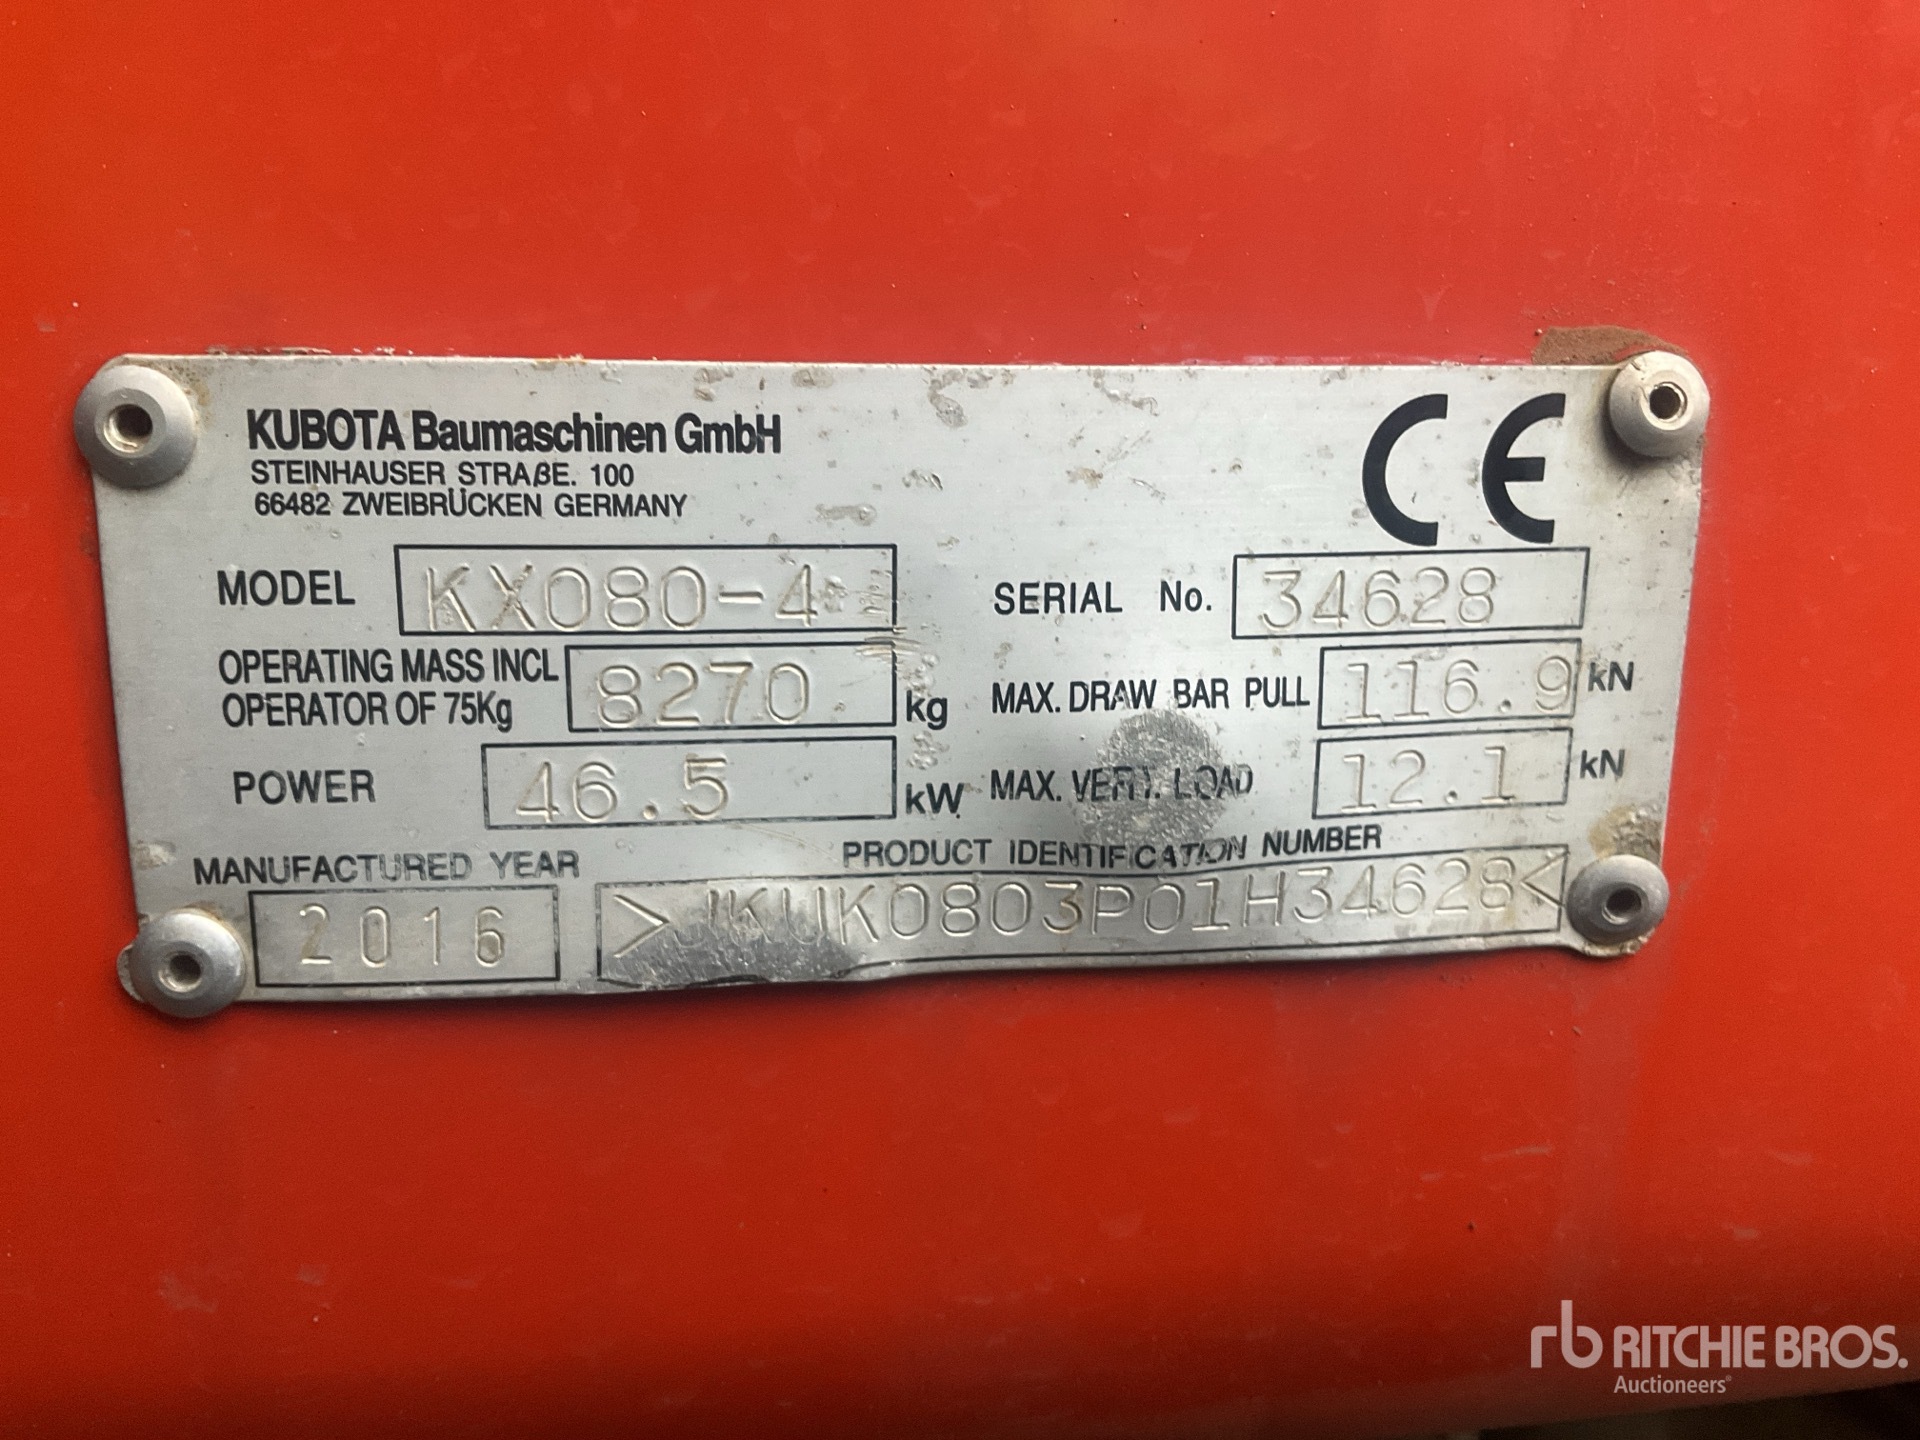 KUBOTA Baumaschinen GmbH
STEINHAUSER STRAßE. 100
66482 ZWEIBRÜCKEN GERMANY
CE
MODEL KX080-4
SERIAL No. 34628
OPERATING MASS INCL
OPERATOR OF 75Kg 8270 kg
MAX. DRAW BAR PULL 116.9 kN
POWER 46.5 kW
MAX. VERT. LOAD 12.1 kN
MANUFACTURED YEAR
2016
PRODUCT IDENTIFICATION NUMBER
>JKUK0803P01H34628<
rb RITCHIE BROS.
Auctioneers®